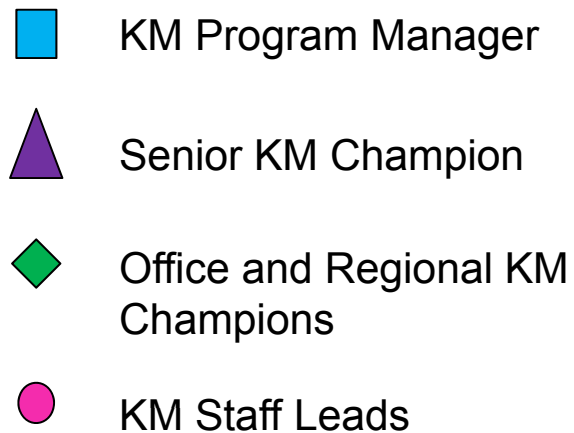 KM Program Manager
Senior KM Champion
Office and Regional KM
Champions
KM Staff Leads